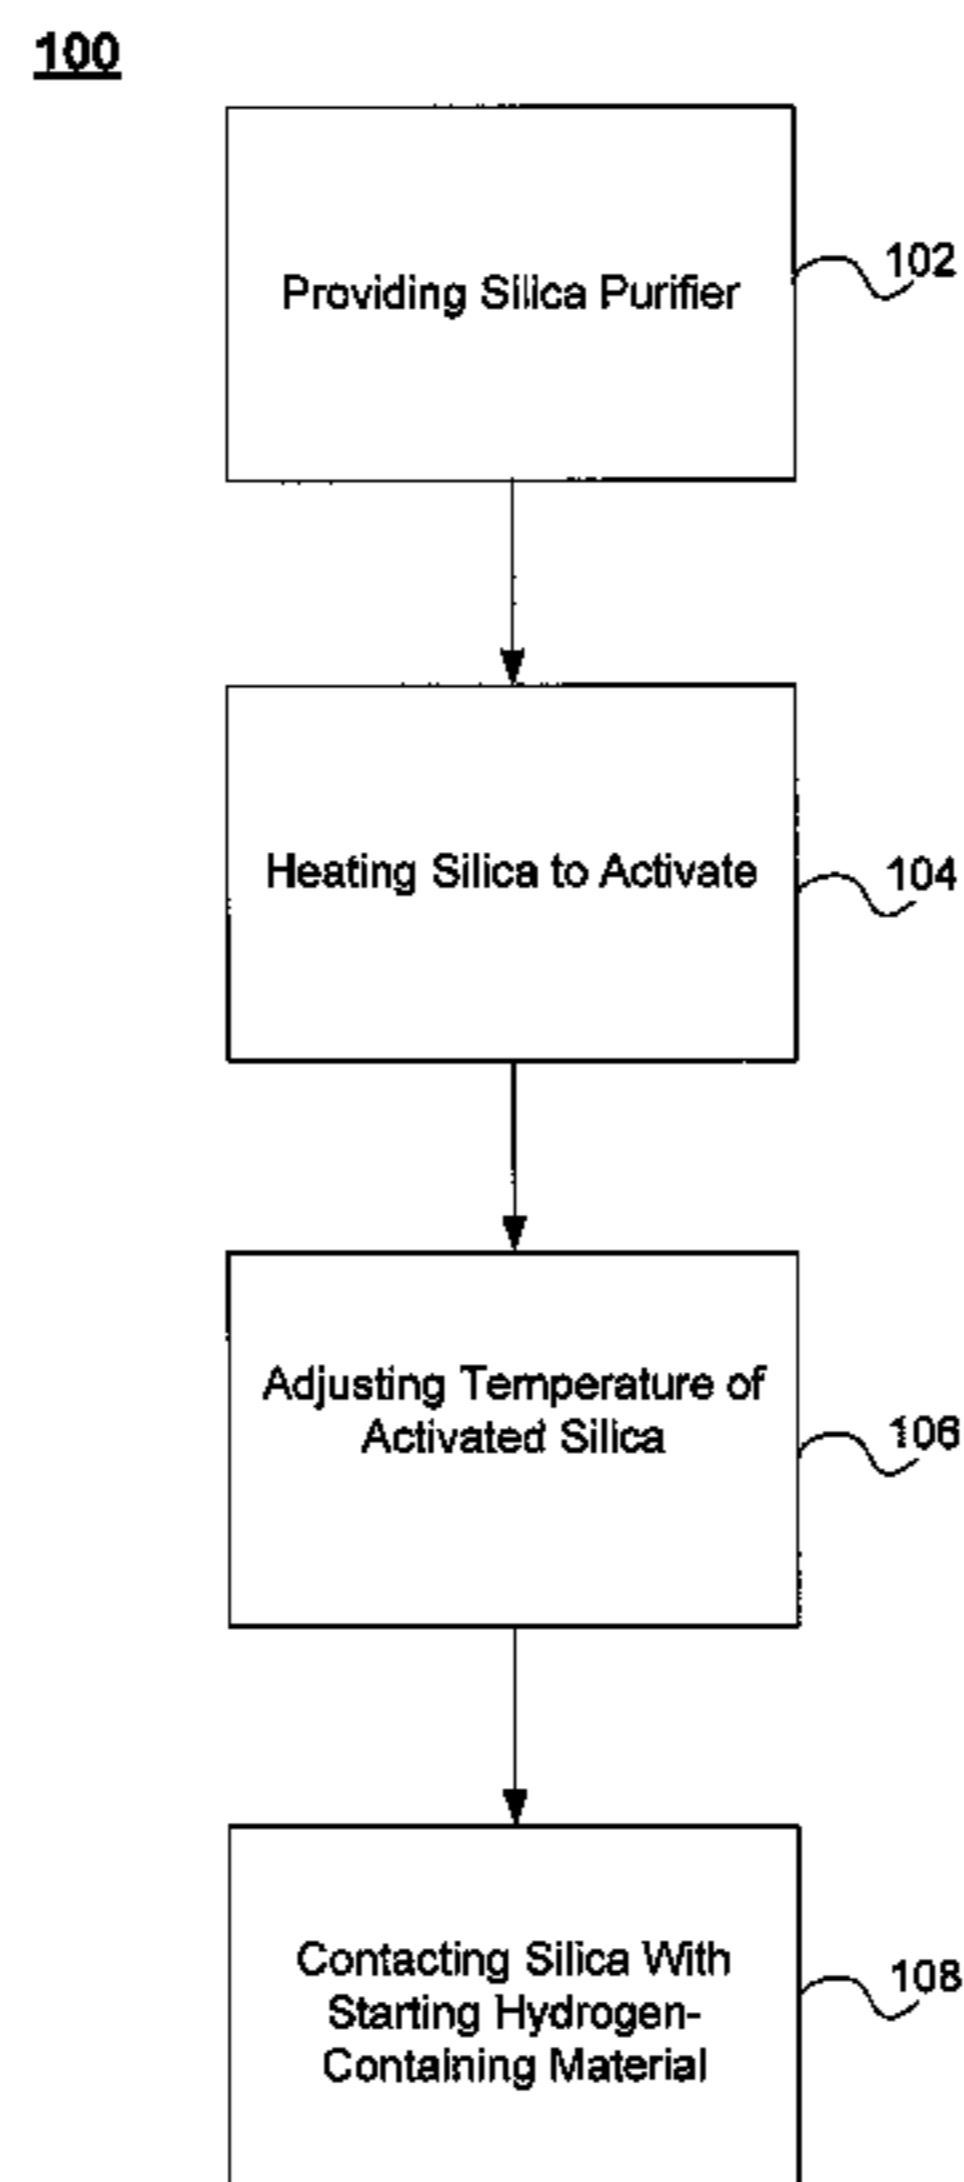 100
Providing Silica Purifier
102
Heating Silica to Activate
104
Adjusting Temperature of
Activated Silica
106
Contacting Silica With
Starting Hydrogen-
Containing Material
108